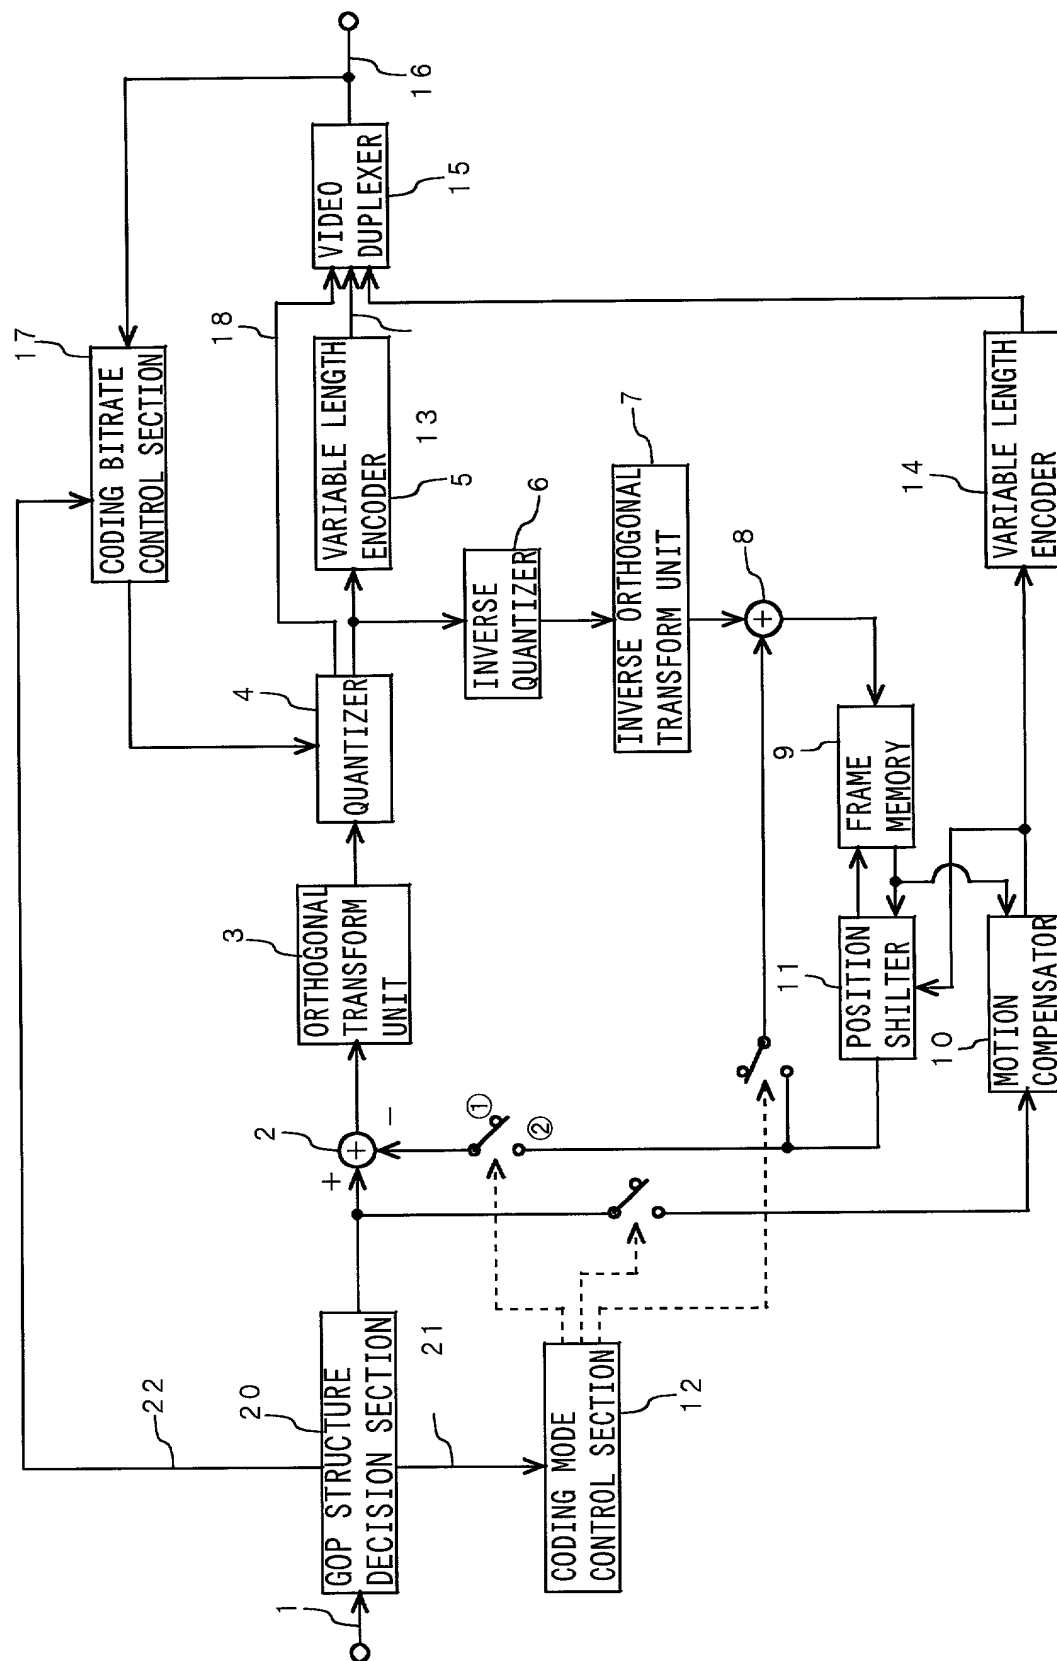 1
GOP STRUCTURE
DECISION SECTION
20
22
21
CODING MODE
CONTROL SECTION
12
+
2
+
−
①
②
ORTHOGONAL
TRANSFORM
UNIT
3
QUANTIZER
4
CODING BITRATE
CONTROL SECTION
17
18
VARIABLE LENGTH
ENCODER
5
13
VIDEO
DUPLEXER
15
16
INVERSE
QUANTIZER
6
INVERSE ORTHOGONAL
TRANSFORM UNIT
7
+
8
FRAME
MEMORY
9
POSITION
SHILTER
11
MOTION
COMPENSATOR
10
VARIABLE LENGTH
ENCODER
14